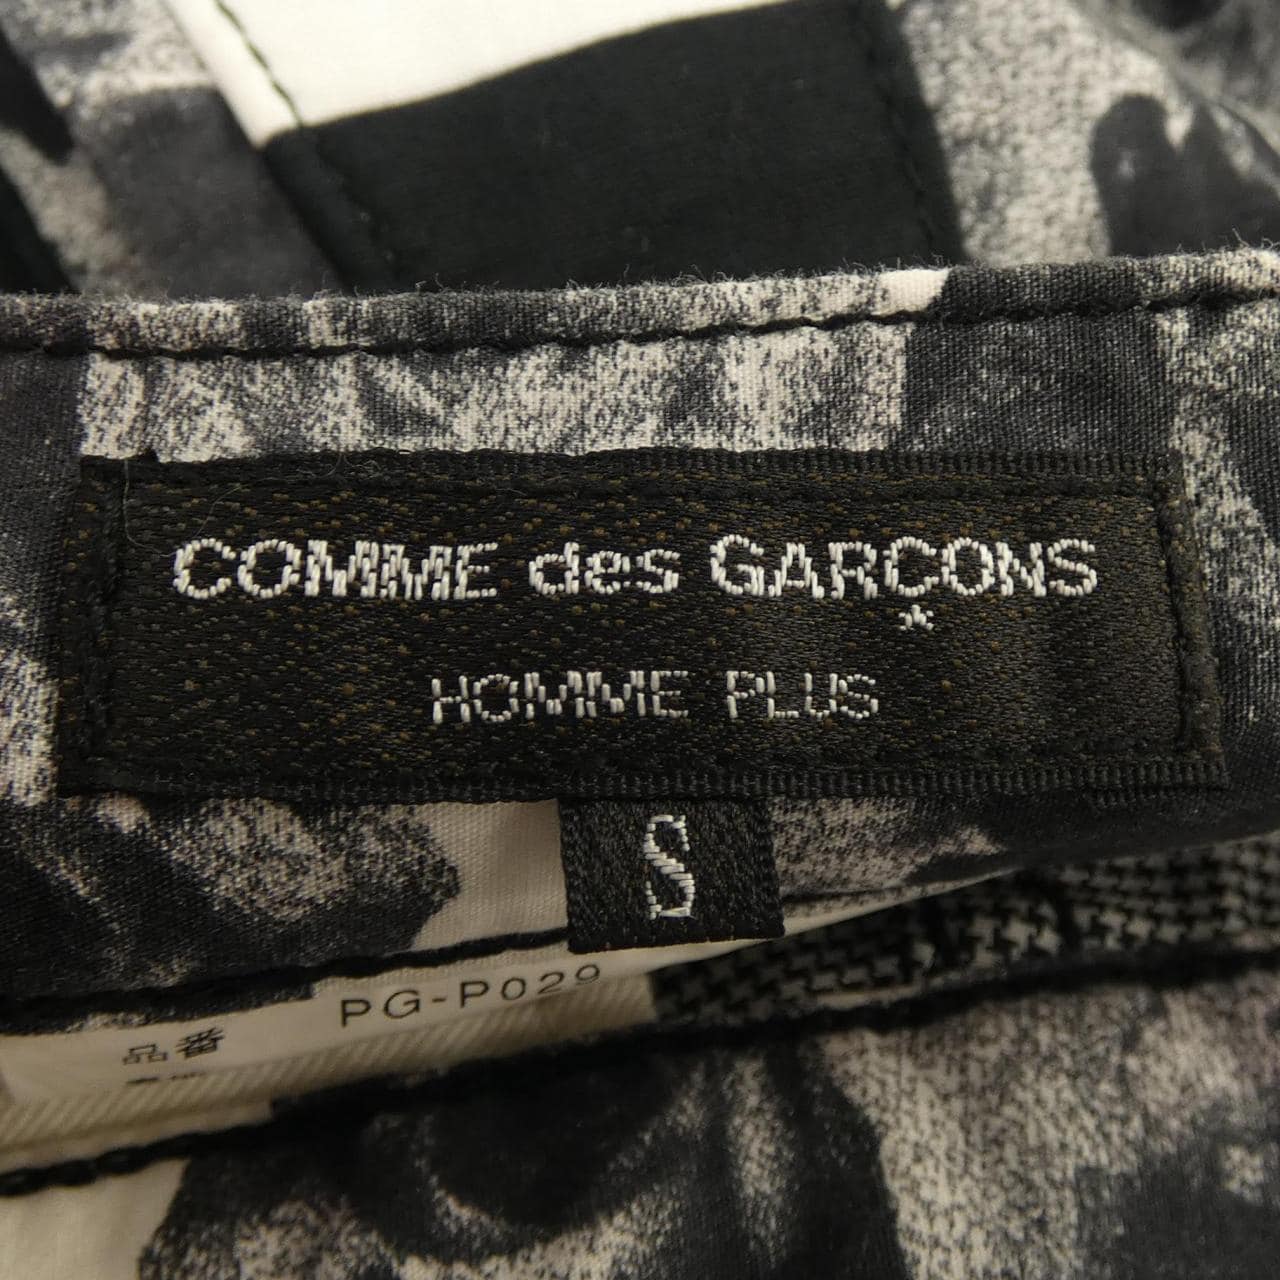 COMME des GARÇONS
HOMME PLUS
S
品番 PG-P029